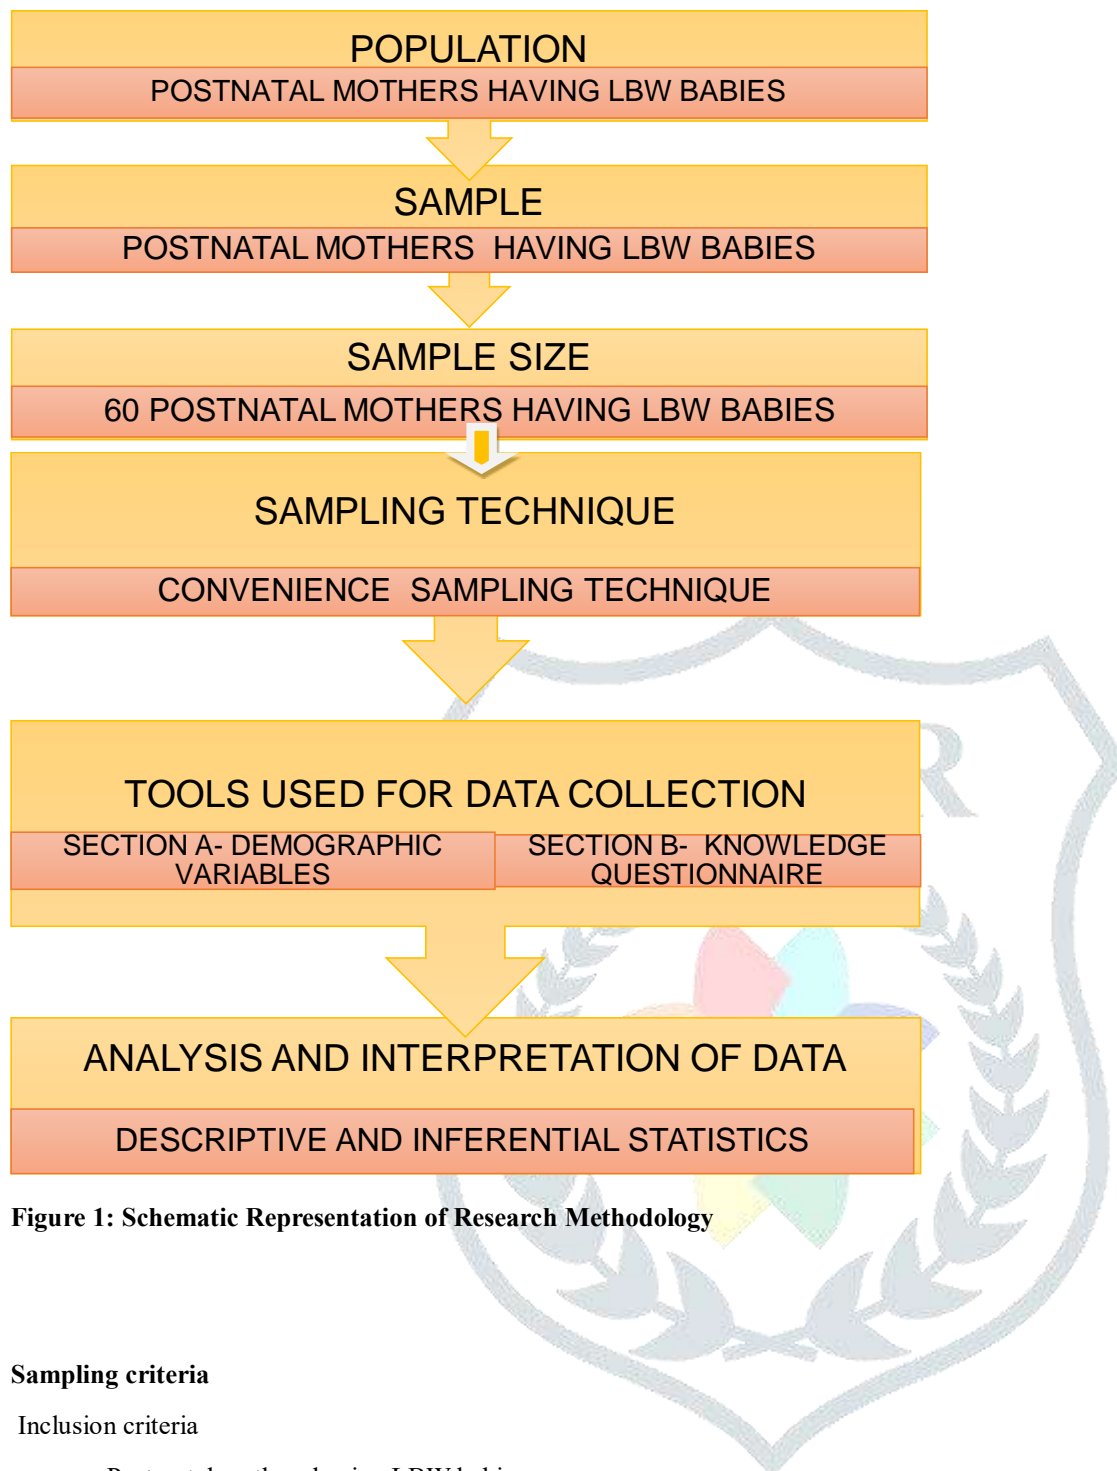 POPULATION
POSTNATAL MOTHERS HAVING LBW BABIES
SAMPLE
POSTNATAL MOTHERS HAVING LBW BABIES
SAMPLE SIZE
60 POSTNATAL MOTHERS HAVING LBW BABIES
SAMPLING TECHNIQUE
CONVENIENCE SAMPLING TECHNIQUE
TOOLS USED FOR DATA COLLECTION
SECTION A- DEMOGRAPHIC
VARIABLES
SECTION B- KNOWLEDGE
QUESTIONNAIRE
ANALYSIS AND INTERPRETATION OF DATA
DESCRIPTIVE AND INFERENTIAL STATISTICS
Figure 1: Schematic Representation of Research Methodology
Sampling criteria
Inclusion criteria